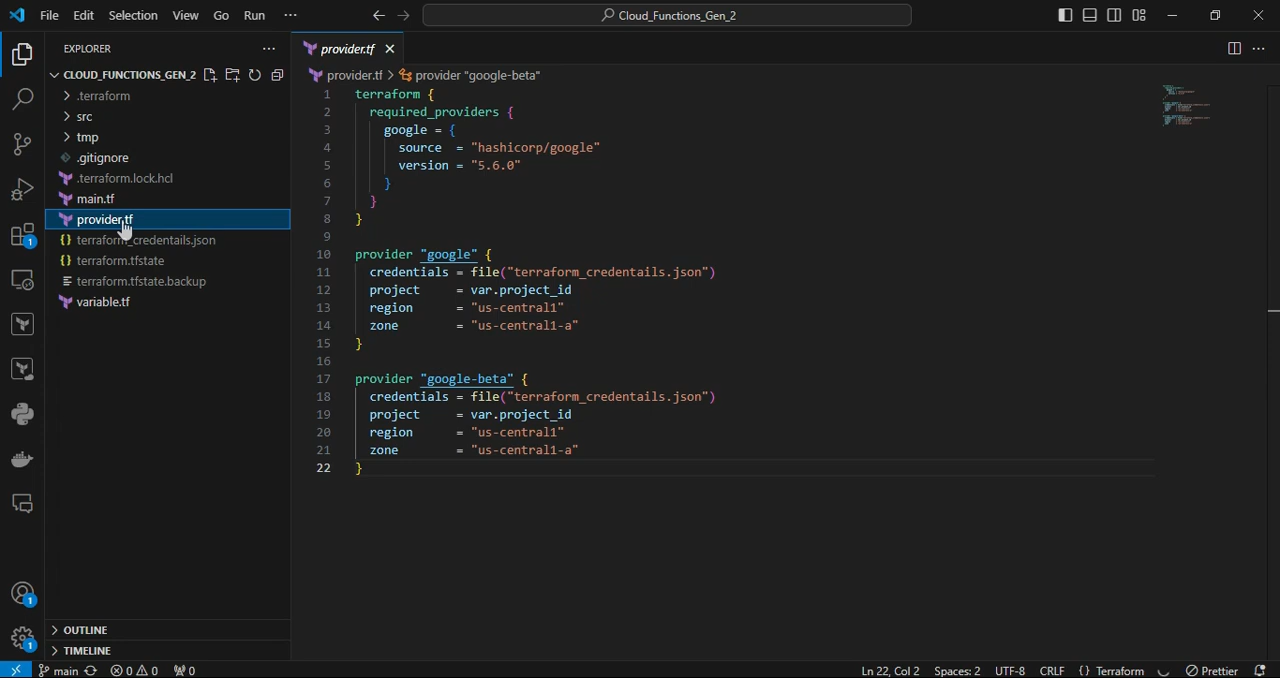 File Edit Selection View Go Run ··· Cloud_Functions_Gen_2
EXPLORER ···
CLOUD_FUNCTIONS_GEN_2
.terraform
src
tmp
.gitignore
.terraform.lock.hcl
main.tf
provider.tf
terraform_credentails.json
terraform.tfstate
terraform.tfstate.backup
variable.tf
OUTLINE
TIMELINE
1
1
1
provider.tf
provider.tf > provider "google-beta"
1 terraform {
2 required_providers {
3 google = {
4 source = "hashicorp/google"
5 version = "5.6.0"
6 }
7 }
8 }
9
10 provider "google" {
11 credentials = file("terraform_credentails.json")
12 project = var.project_id
13 region = "us-central1"
14 zone = "us-central1-a"
15 }
16
17 provider "google-beta" {
18 credentials = file("terraform_credentails.json")
19 project = var.project_id
20 region = "us-central1"
21 zone = "us-central1-a"
22 }
main 0 0 0 Ln 22, Col 2 Spaces: 2 UTF-8 CRLF {} Terraform Prettier